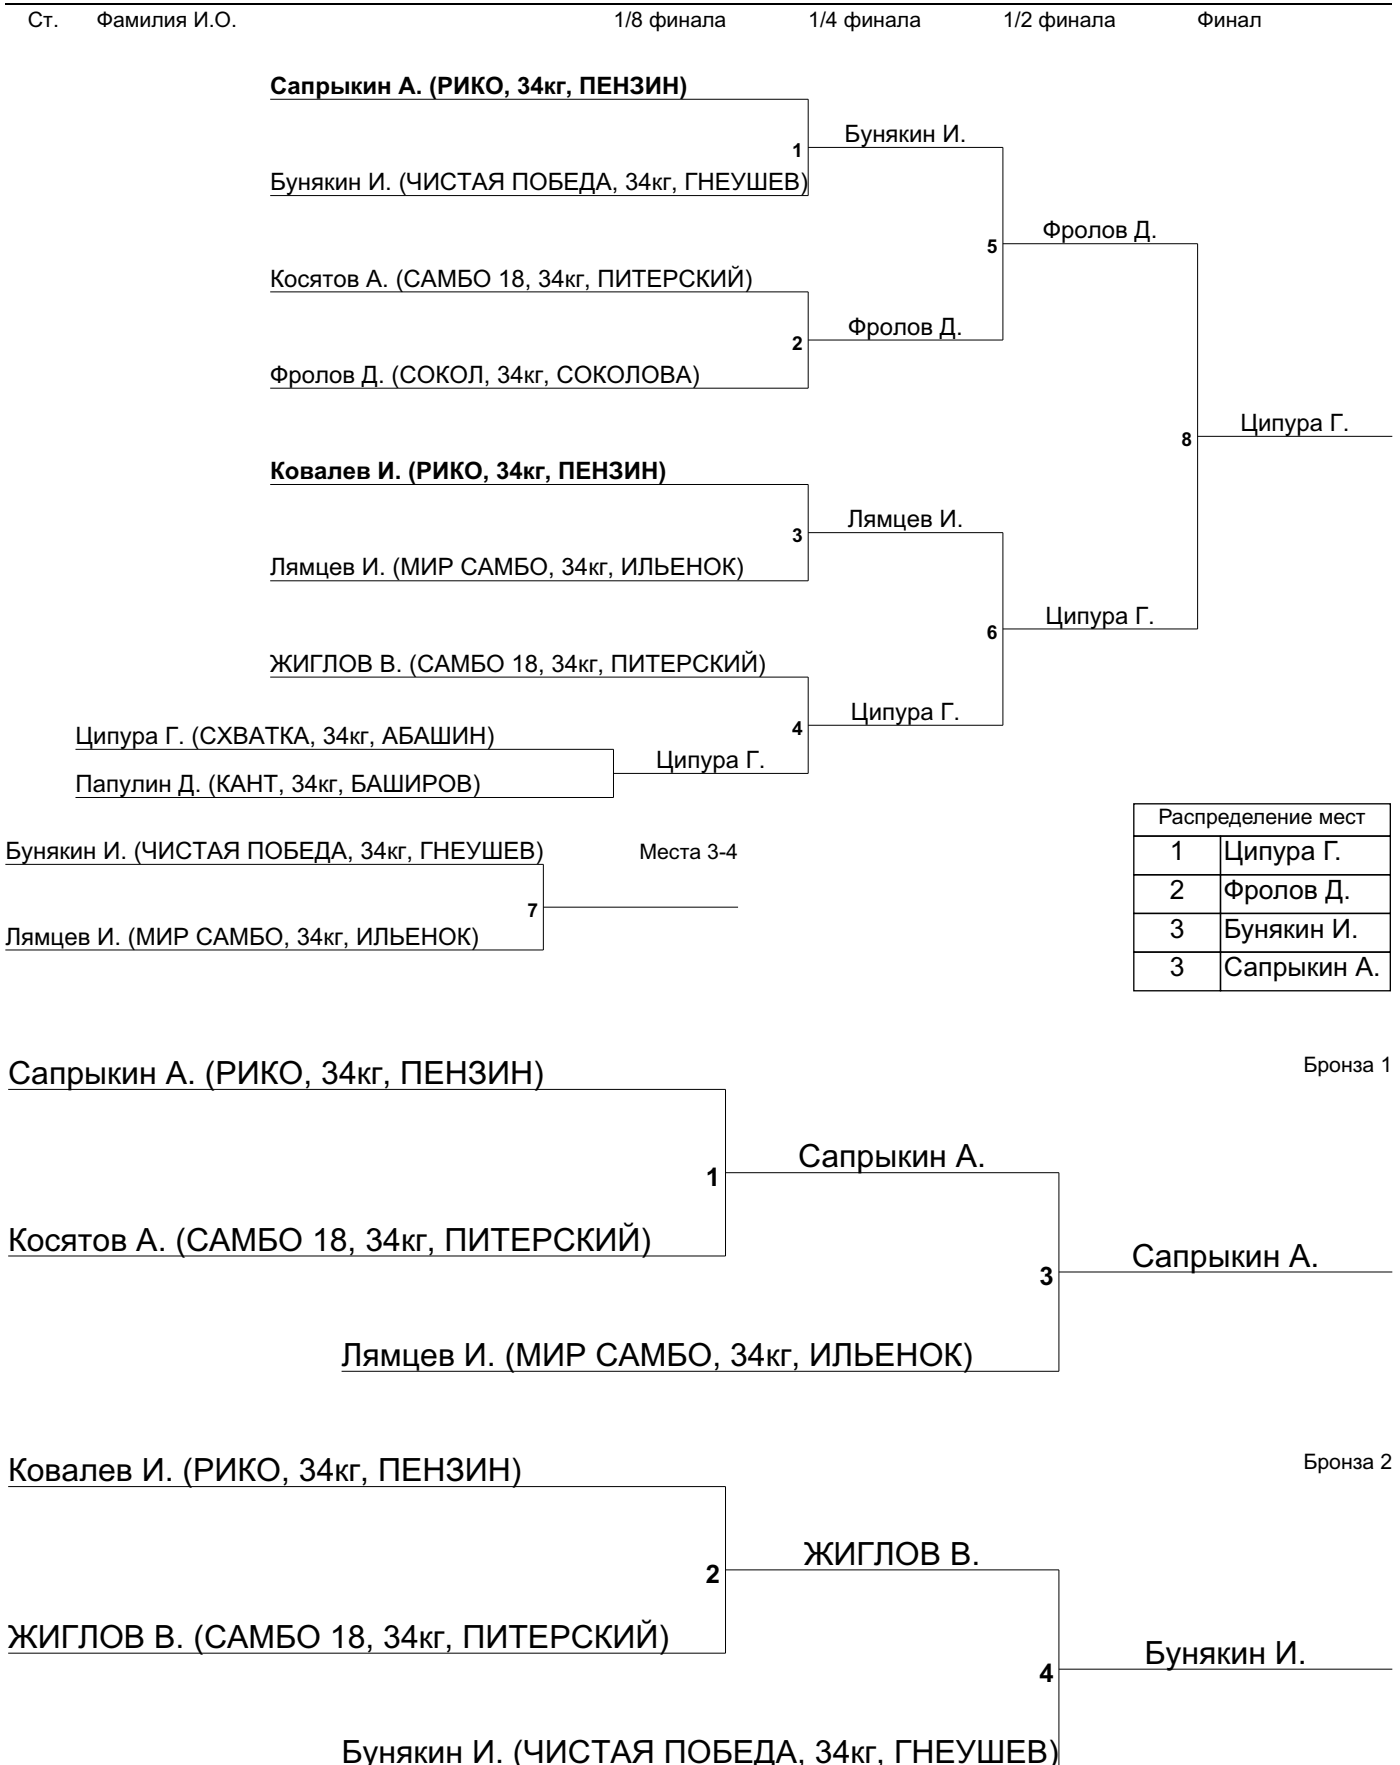 Ст. Фамилия И.О. 1/8 финала 1/4 финала 1/2 финала Финал
Сапрыкин А. (РИКО, 34кг, ПЕНЗИН)
Бунякин И.
1
Бунякин И. (ЧИСТАЯ ПОБЕДА, 34кг, ГНЕУШЕВ)
Фролов Д.
5
Косятов А. (САМБО 18, 34кг, ПИТЕРСКИЙ)
Фролов Д.
2
Фролов Д. (СОКОЛ, 34кг, СОКОЛОВА)
Ципура Г.
8
Ковалев И. (РИКО, 34кг, ПЕНЗИН)
Лямцев И.
3
Лямцев И. (МИР САМБО, 34кг, ИЛЬЕНОК)
Ципура Г.
6
ЖИГЛОВ В. (САМБО 18, 34кг, ПИТЕРСКИЙ)
Ципура Г.
4
Ципура Г. (СХВАТКА, 34кг, АБАШИН)
Ципура Г.
Папулин Д. (КАНТ, 34кг, БАШИРОВ)
Распределение мест
1 Ципура Г.
2 Фролов Д.
3 Бунякин И.
3 Сапрыкин А.
Бунякин И. (ЧИСТАЯ ПОБЕДА, 34кг, ГНЕУШЕВ) Места 3-4
7
Лямцев И. (МИР САМБО, 34кг, ИЛЬЕНОК)
Бронза 1
Сапрыкин А. (РИКО, 34кг, ПЕНЗИН)
Сапрыкин А.
1
Косятов А. (САМБО 18, 34кг, ПИТЕРСКИЙ)
Сапрыкин А.
3
Лямцев И. (МИР САМБО, 34кг, ИЛЬЕНОК)
Бронза 2
Ковалев И. (РИКО, 34кг, ПЕНЗИН)
ЖИГЛОВ В.
2
ЖИГЛОВ В. (САМБО 18, 34кг, ПИТЕРСКИЙ)
Бунякин И.
4
Бунякин И. (ЧИСТАЯ ПОБЕДА, 34кг, ГНЕУШЕВ)